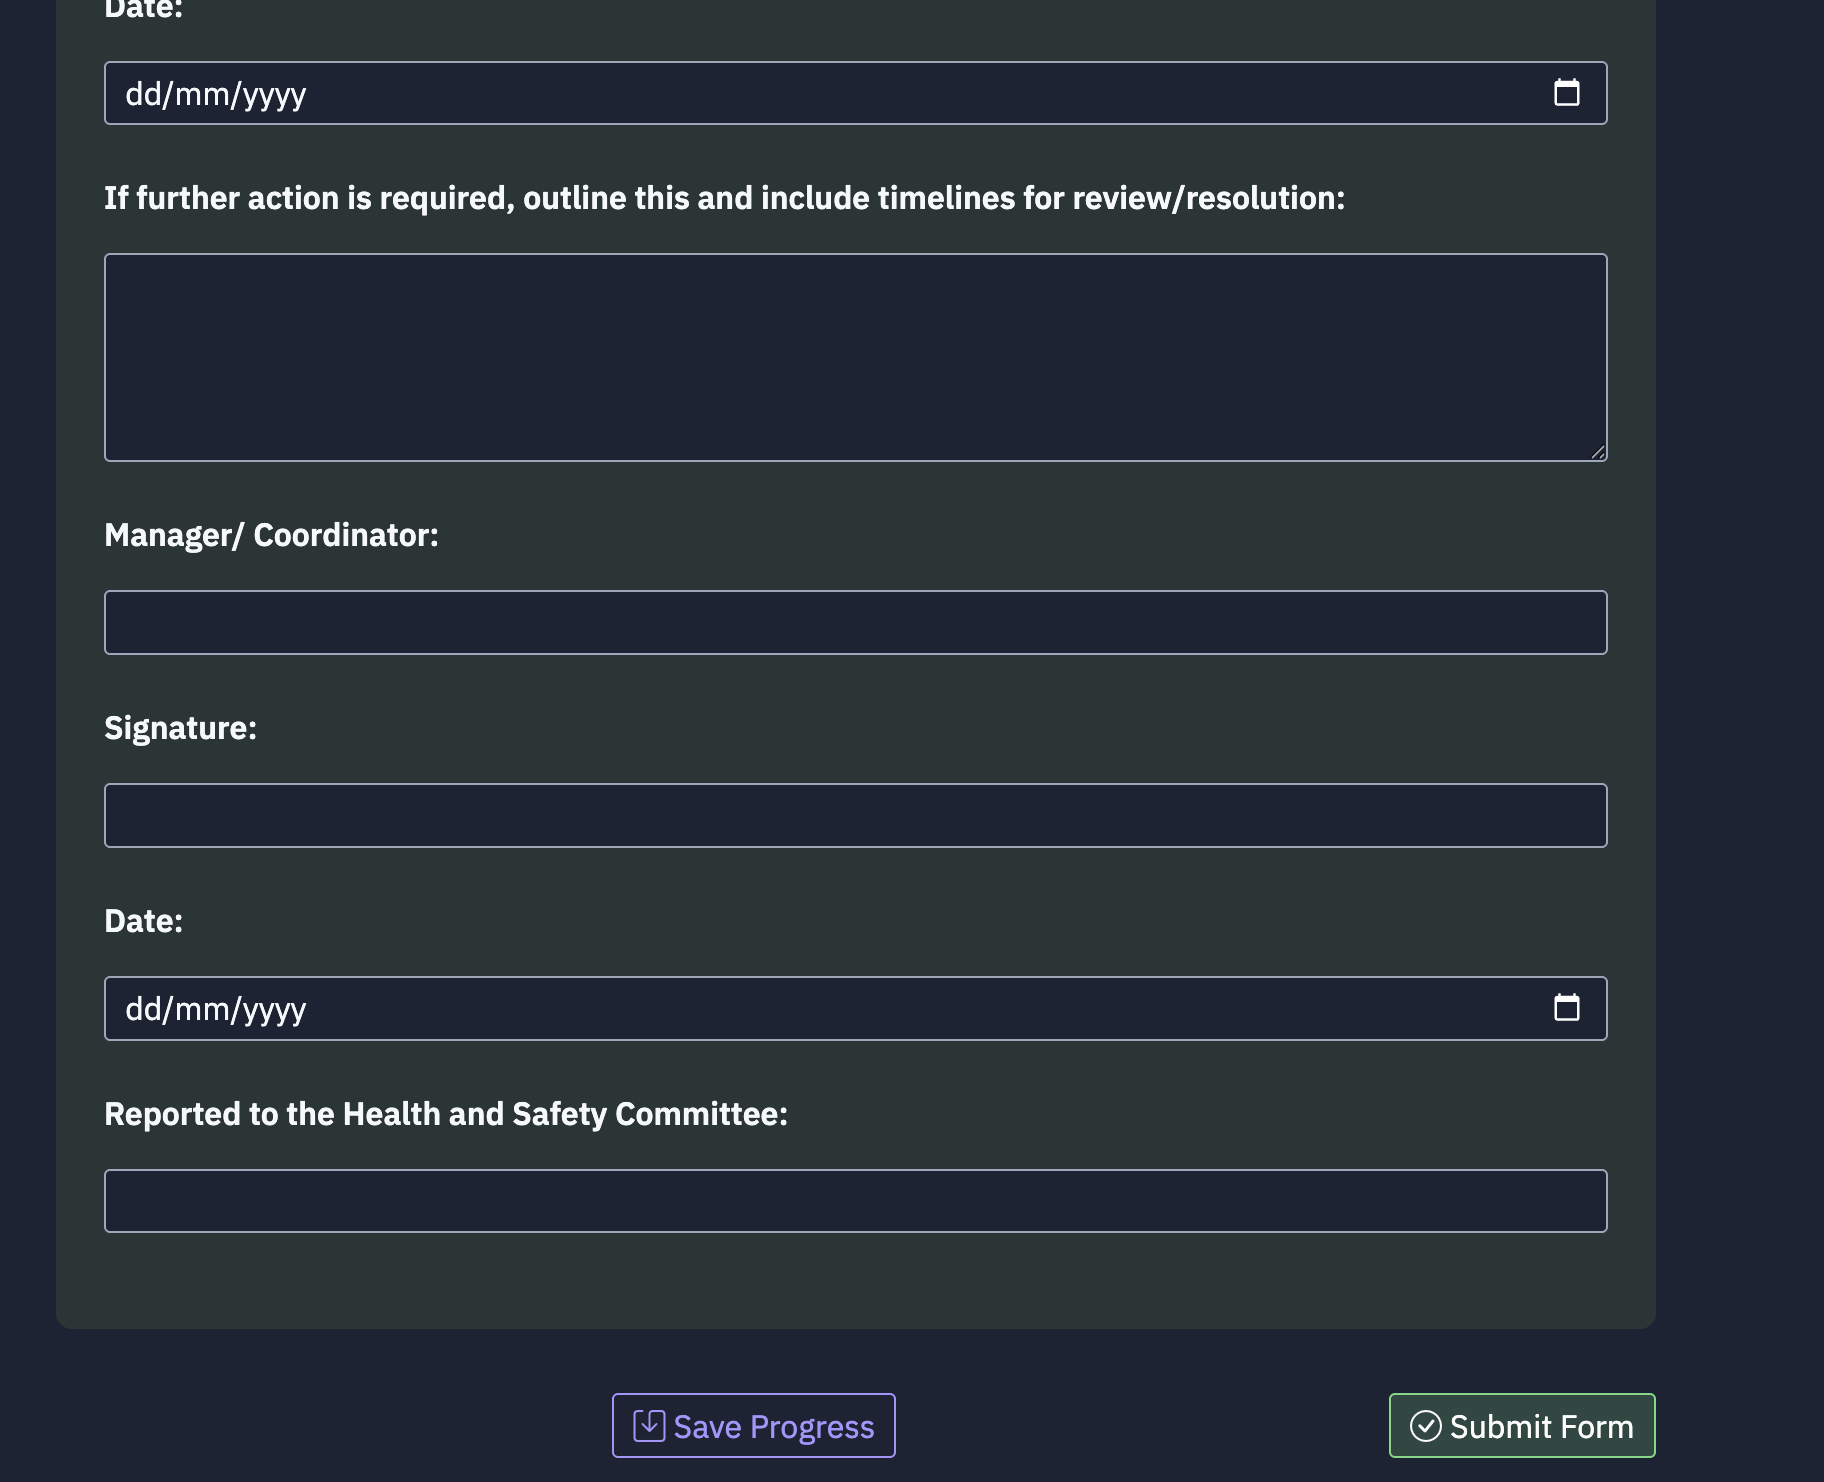 Date:
dd/mm/yyyy
If further action is required, outline this and include timelines for review/resolution:
Manager/ Coordinator:
Signature:
Date:
dd/mm/yyyy
Reported to the Health and Safety Committee:
Save Progress
Submit Form